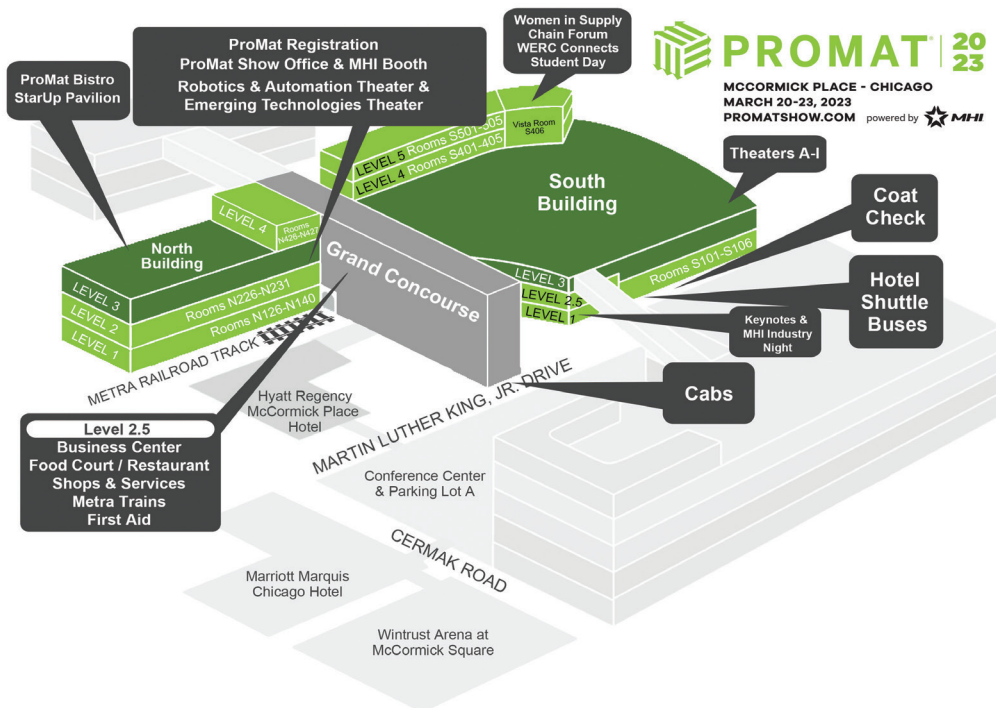 ProMat Registration
ProMat Show Office & MHI Booth
Robotics & Automation Theater &
Emerging Technologies Theater
Women in Supply
Chain Forum
WERC Connects
Student Day
PROMAT® 2023
MCCORMICK PLACE - CHICAGO
MARCH 20-23, 2023
PROMATSHOW.COM powered by MHI
ProMat Bistro
StarUp Pavilion
LEVEL 5 Rooms S501-505
LEVEL 4 Rooms S401-405
Vista Room
S406
Theaters A-I
South
Building
Coat
Check
LEVEL 4
Rooms
N426-N427
North
Building
Grand Concourse
LEVEL 3
LEVEL 2
LEVEL 1
Rooms N226-N231
Rooms N126-N140
LEVEL 3
LEVEL 2.5
LEVEL 1
Rooms S101-S106
Hotel
Shuttle
Buses
Keynotes &
MHI Industry
Night
Cabs
METRA RAILROAD TRACK
Hyatt Regency
McCormick Place
Hotel
MARTIN LUTHER KING, JR. DRIVE
Level 2.5
Business Center
Food Court / Restaurant
Shops & Services
Metra Trains
First Aid
Conference Center
& Parking Lot A
CERMAK ROAD
Marriott Marquis
Chicago Hotel
Wintrust Arena at
McCormick Square